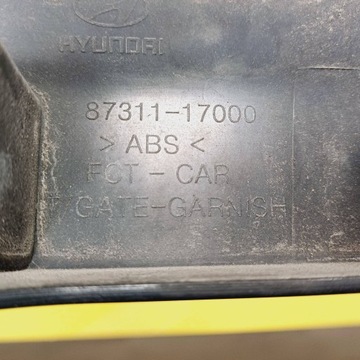 HYUNDAI
87311-17000
> ABS <
FCT - CAR
T GATE-GARNISH